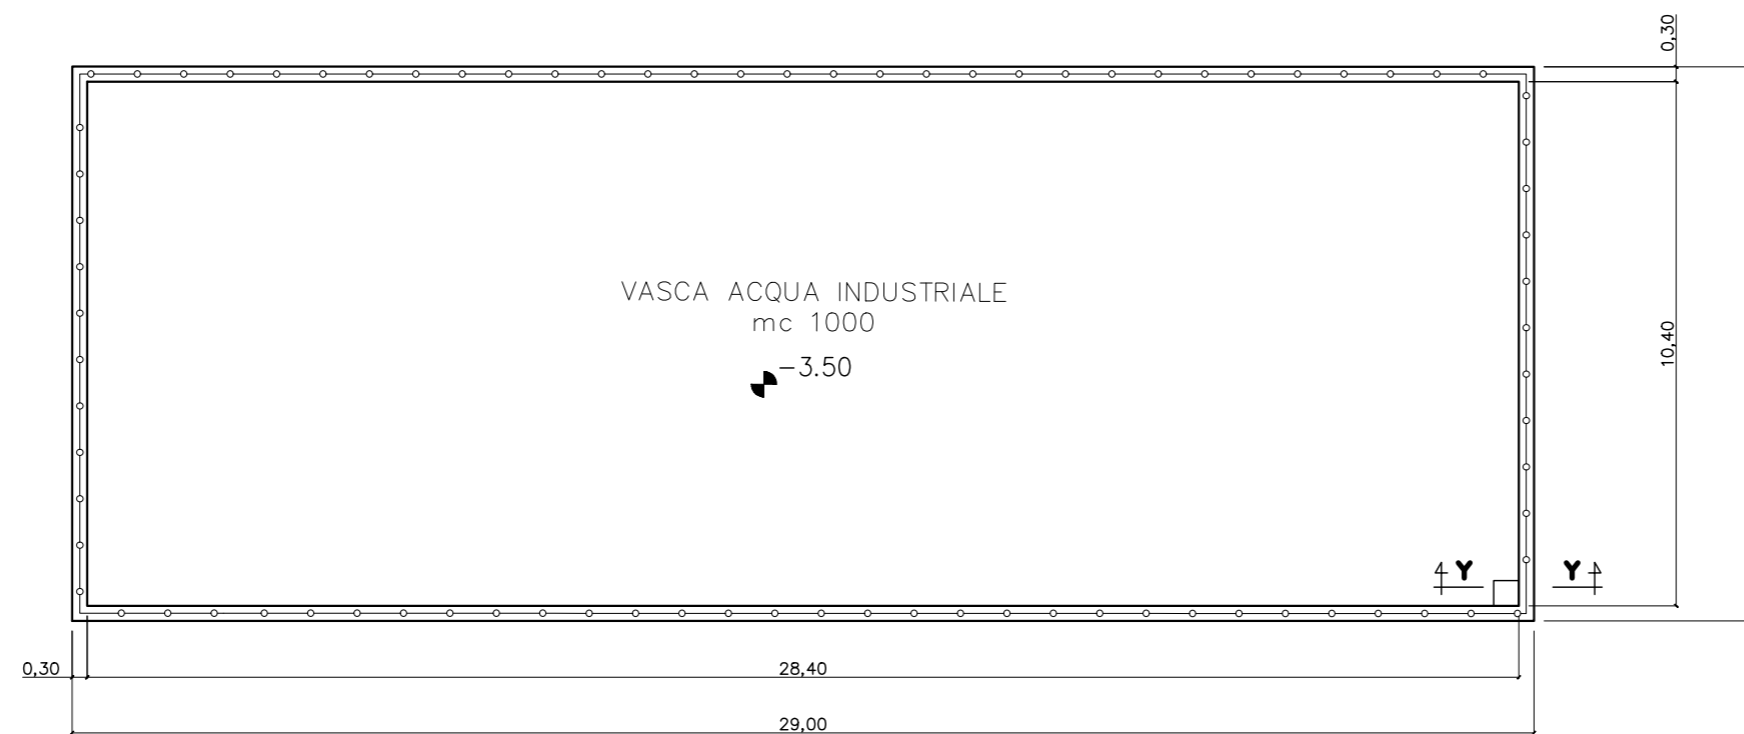 0,30
VASCA ACQUA INDUSTRIALE
mc 1000
-3.50
10,40
Y Y
0,30
28,40
29,00